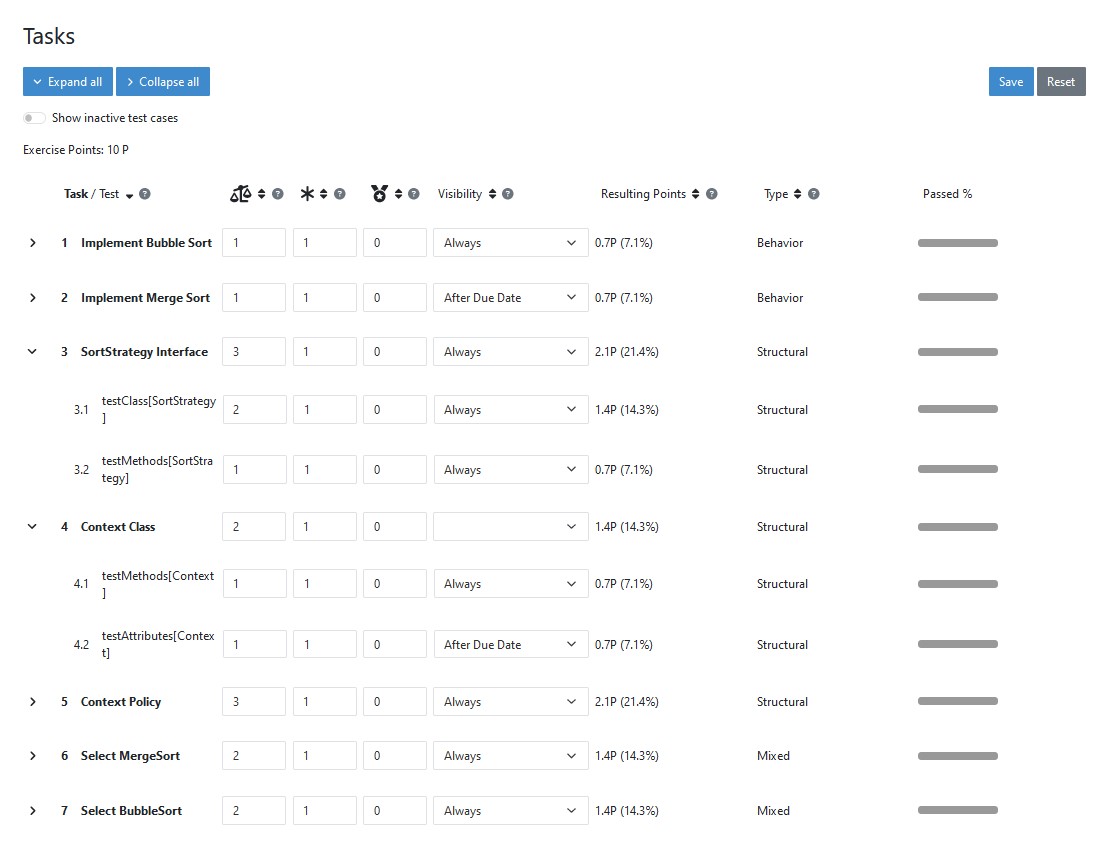 Tasks
Expand all Collapse all Save Reset
Show inactive test cases
Exercise Points: 10 P
Task / Test ? ? ? ? Visibility ? Resulting Points ? Type ? Passed %
1 Implement Bubble Sort 1 1 0 Always 0.7P (7.1%) Behavior
2 Implement Merge Sort 1 1 0 After Due Date 0.7P (7.1%) Behavior
3 SortStrategy Interface 3 1 0 Always 2.1P (21.4%) Structural
3.1 testClass[SortStrategy
] 2 1 0 Always 1.4P (14.3%) Structural
3.2 testMethods[SortStra
tegy] 1 1 0 Always 0.7P (7.1%) Structural
4 Context Class 2 1 0 1.4P (14.3%) Structural
4.1 testMethods[Context
] 1 1 0 Always 0.7P (7.1%) Structural
4.2 testAttributes[Contex
t] 1 1 0 After Due Date 0.7P (7.1%) Structural
5 Context Policy 3 1 0 Always 2.1P (21.4%) Structural
6 Select MergeSort 2 1 0 Always 1.4P (14.3%) Mixed
7 Select BubbleSort 2 1 0 Always 1.4P (14.3%) Mixed